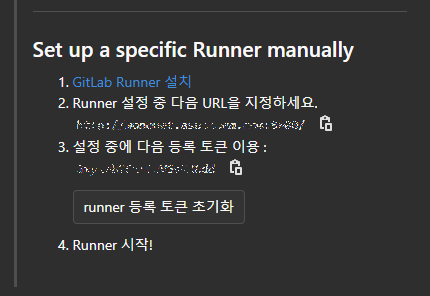 Set up a specific Runner manually
1. GitLab Runner 설치
2. Runner 설정 중 다음 URL을 지정하세요.
3. 설정 중에 다음 등록 토큰 이용 :
runner 등록 토큰 초기화
4. Runner 시작!